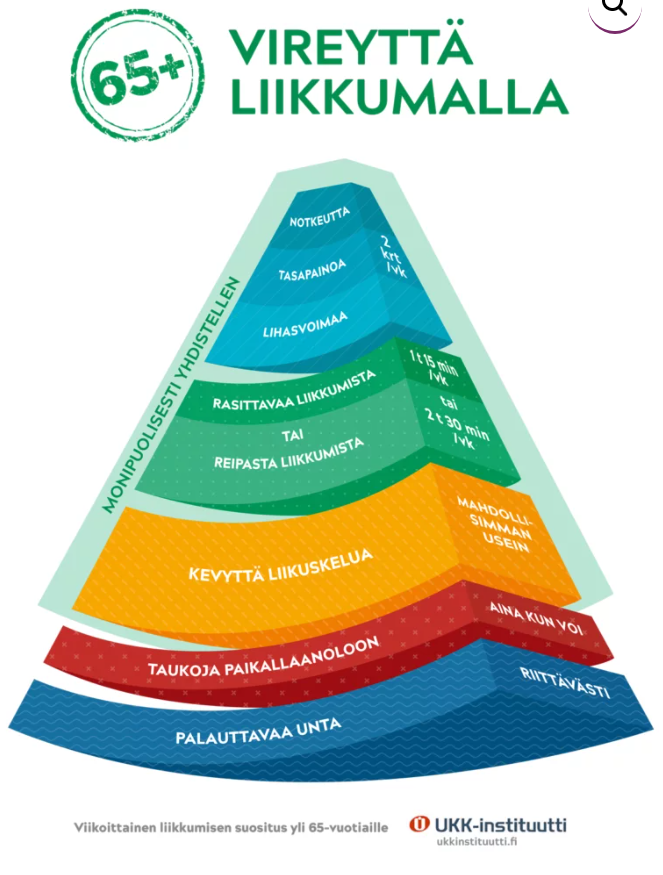 65+
VIREYTTÄ
LIIKKUMALLA
MONIPUOLISESTI YHDISTELLEN
NOTKEUTTA
TASAPAINOA
LIHASVOIMAA
2
krt
/vk
RASITTAVAA LIIKKUMISTA
TAI
REIPASTA LIIKKUMISTA
1 t 15 min
/vk
tai
2 t 30 min
/vk
KEVYTTÄ LIIKUSKELUA
MAHDOLLI-
SIMMAN
USEIN
TAUKOJA PAIKALLAANOLOON
AINA KUN VOI
PALAUTTAVAA UNTA
RIITTÄVÄSTI
Viikoittainen liikkumisen suositus yli 65-vuotiaille
UKK-instituutti
ukkinstituutti.fi